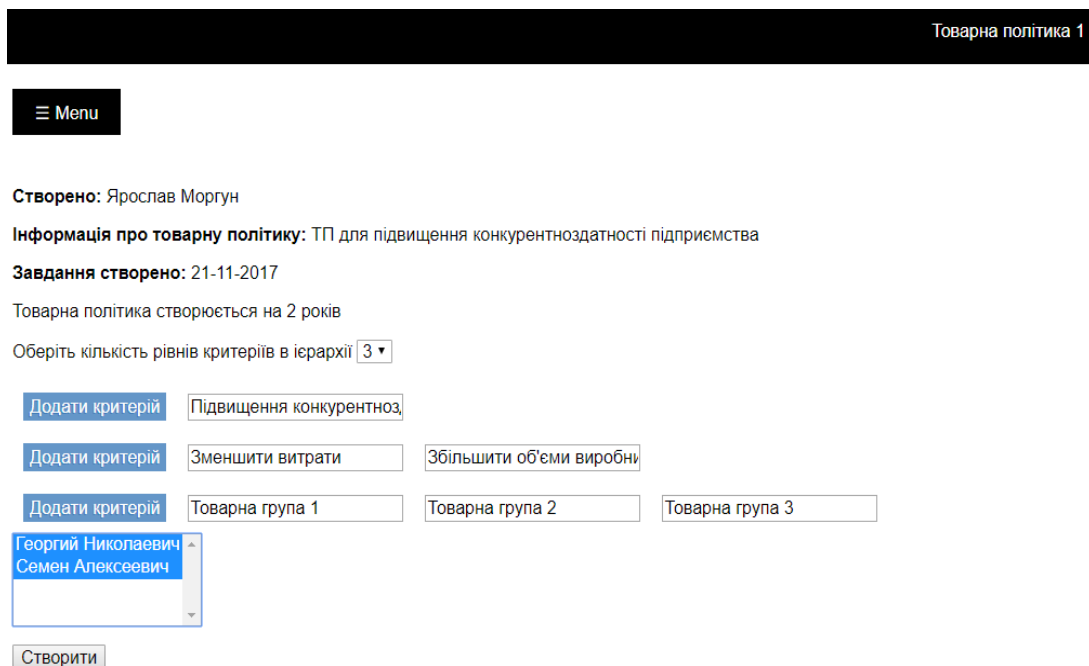 Товарна політика 1
☰ Menu
Створено: Ярослав Моргун
Інформація про товарну політику: ТП для підвищення конкурентноздатності підприємства
Завдання створено: 21-11-2017
Товарна політика створюється на 2 років
Оберіть кількість рівнів критеріїв в ієрархії 3
Додати критерій Підвищення конкурентноз
Додати критерій Зменшити витрати Збільшити об'єми виробни
Додати критерій Товарна група 1 Товарна група 2 Товарна група 3
Георгий Николаевич
Семен Алексеевич
Створити